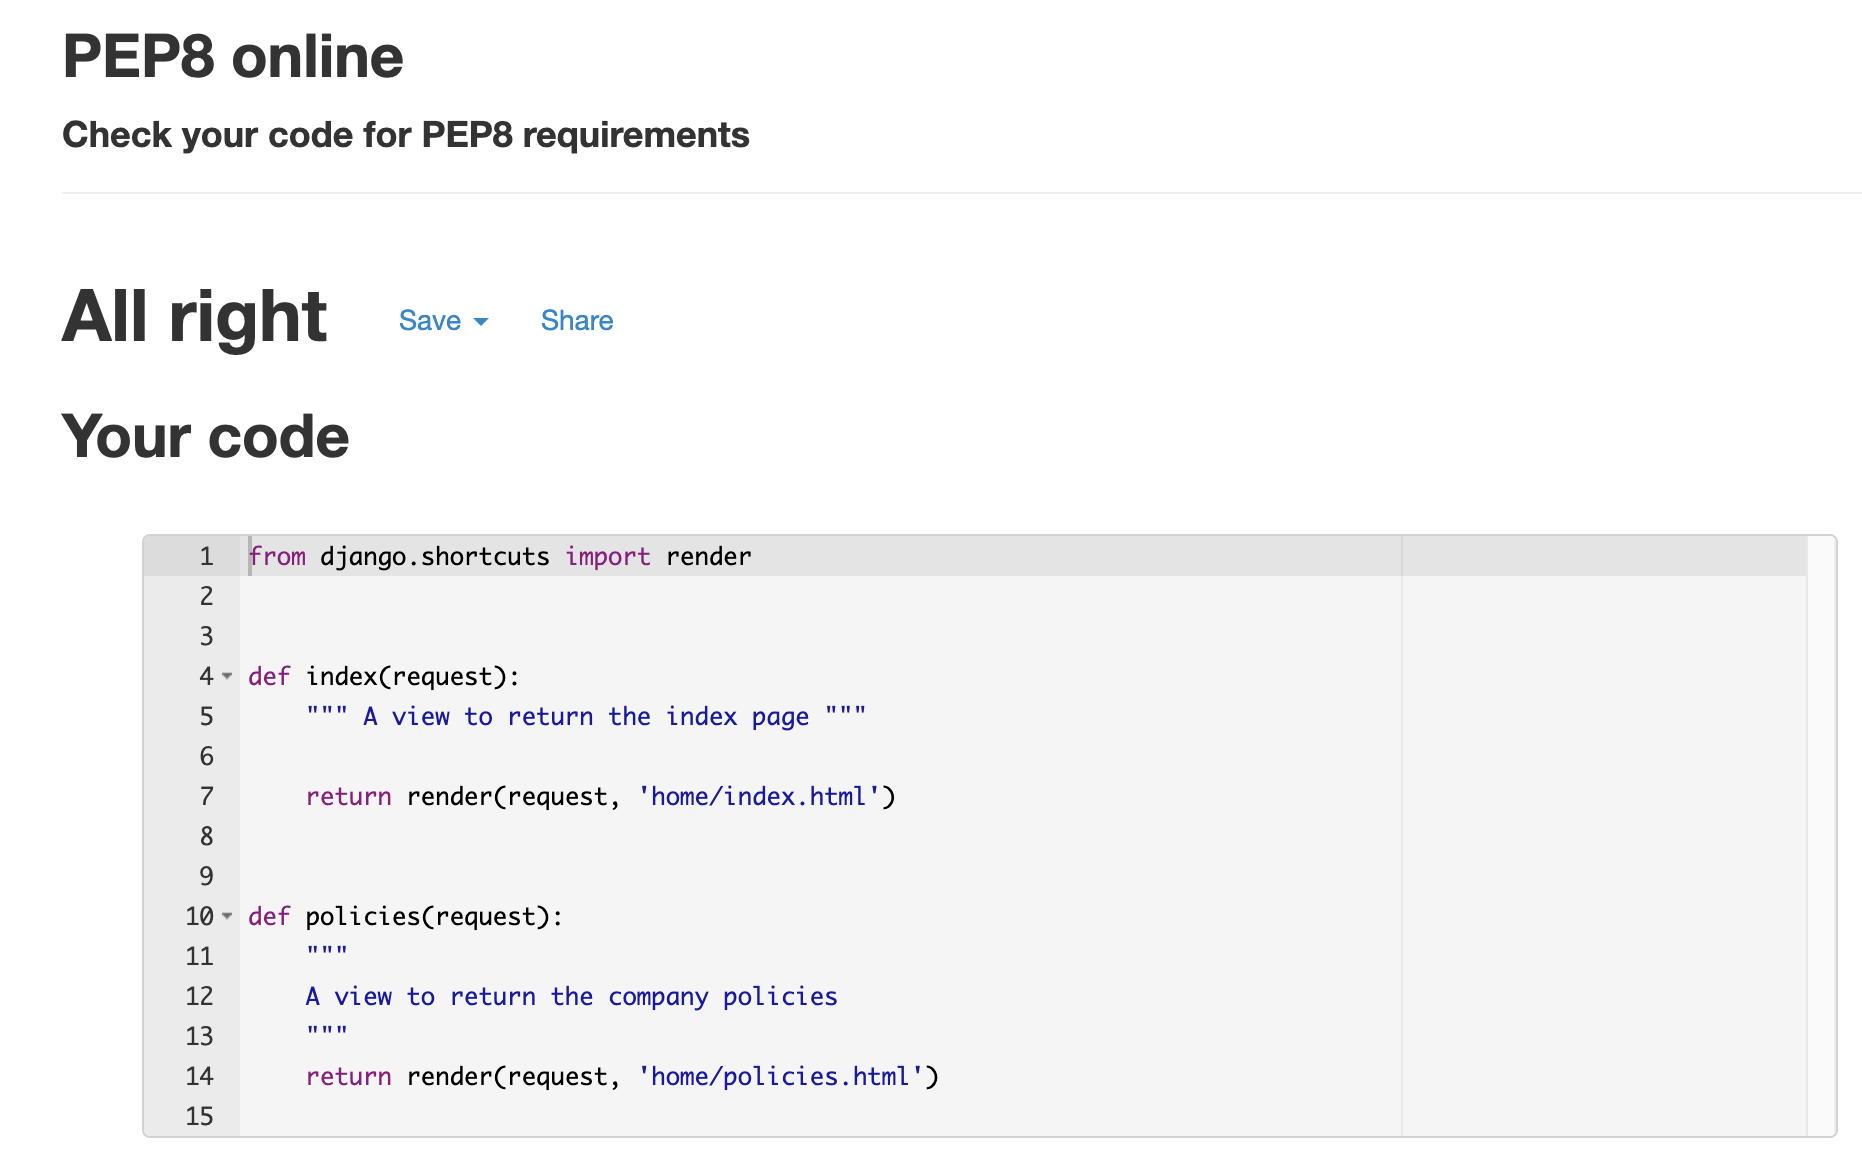 PEP8 online
Check your code for PEP8 requirements
All right Save Share
Your code
1 from django.shortcuts import render
2
3
4 def index(request):
5     """ A view to return the index page """
6
7     return render(request, 'home/index.html')
8
9
10 def policies(request):
11     """
12     A view to return the company policies
13     """
14     return render(request, 'home/policies.html')
15